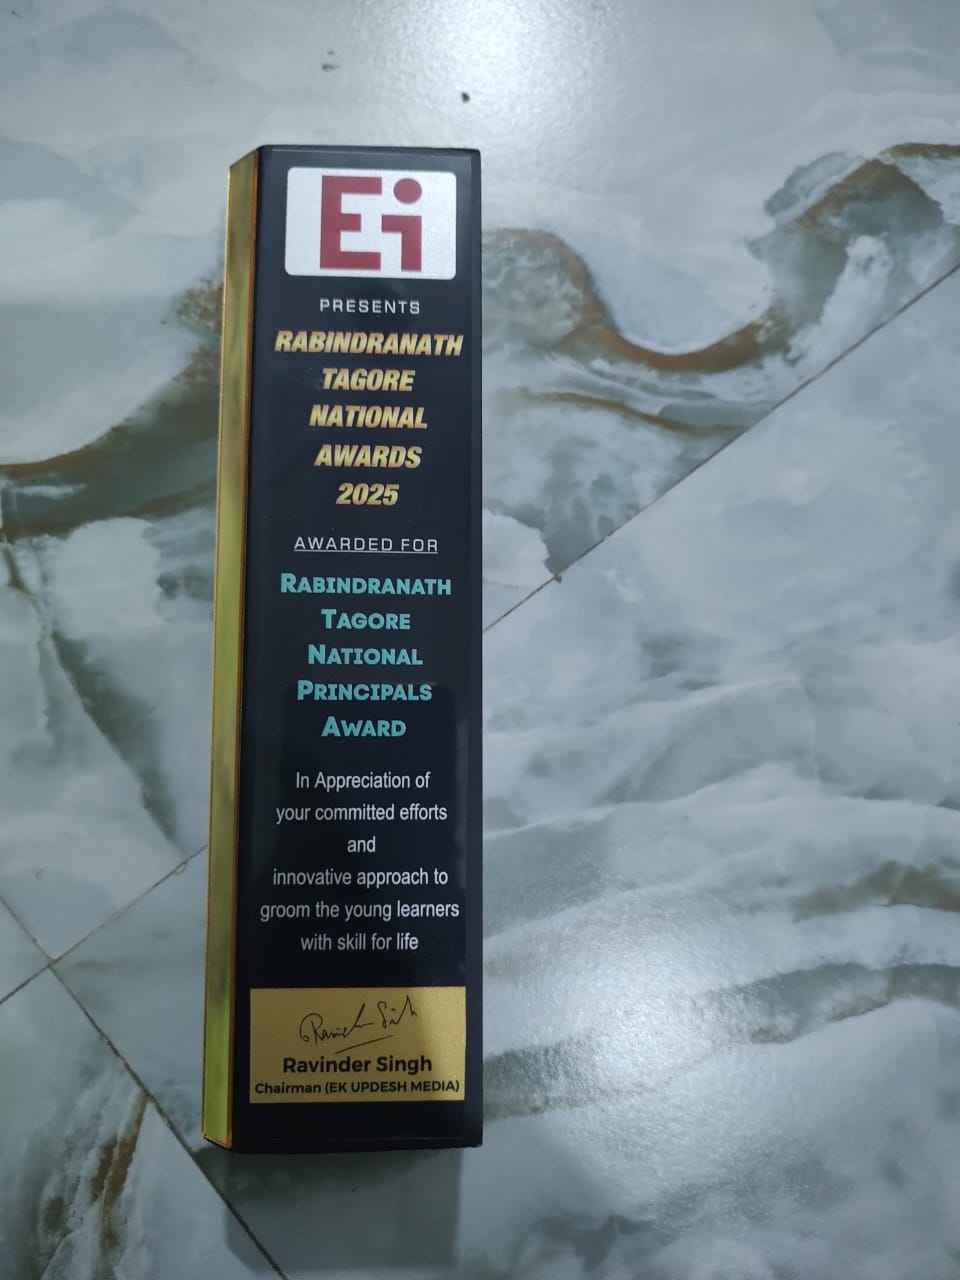 Ei
PRESENTS
RABINDRANATH
TAGORE
NATIONAL
AWARDS
2025
AWARDED FOR
RABINDRANATH
TAGORE
NATIONAL
PRINCIPALS
AWARD
In Appreciation of
your committed efforts
and
innovative approach to
groom the young learners
with skill for life
Ravinder Singh
Chairman (EK UPDESH MEDIA)